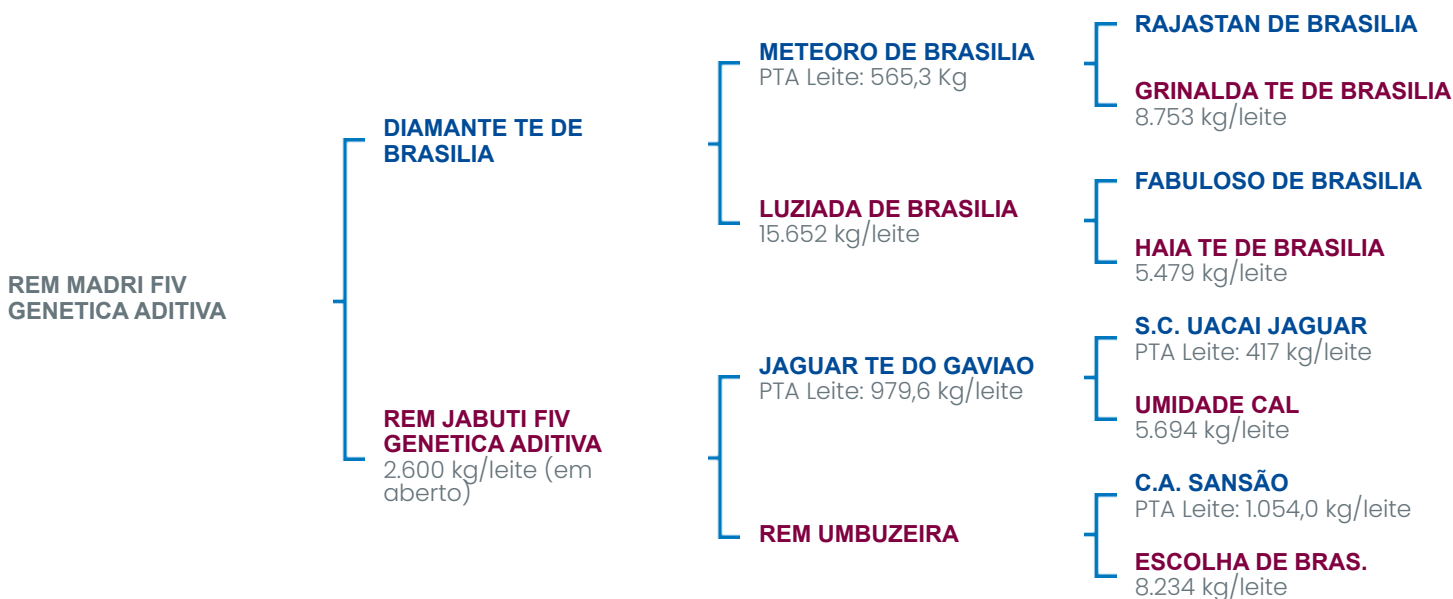 REM MADRI FIV
GENETICA ADITIVA
DIAMANTE TE DE
BRASILIA
REM JABUTI FIV
GENETICA ADITIVA
2.600 kg/leite (em
aberto)
METEORO DE BRASILIA
PTA Leite: 565,3 Kg
LUZIADA DE BRASILIA
15.652 kg/leite
JAGUAR TE DO GAVIAO
PTA Leite: 979,6 kg/leite
REM UMBUZEIRA
RAJASTAN DE BRASILIA
GRINALDA TE DE BRASILIA
8.753 kg/leite
FABULOSO DE BRASILIA
HAIA TE DE BRASILIA
5.479 kg/leite
S.C. UACAI JAGUAR
PTA Leite: 417 kg/leite
UMIDADE CAL
5.694 kg/leite
C.A. SANSÃO
PTA Leite: 1.054,0 kg/leite
ESCOLHA DE BRAS.
8.234 kg/leite